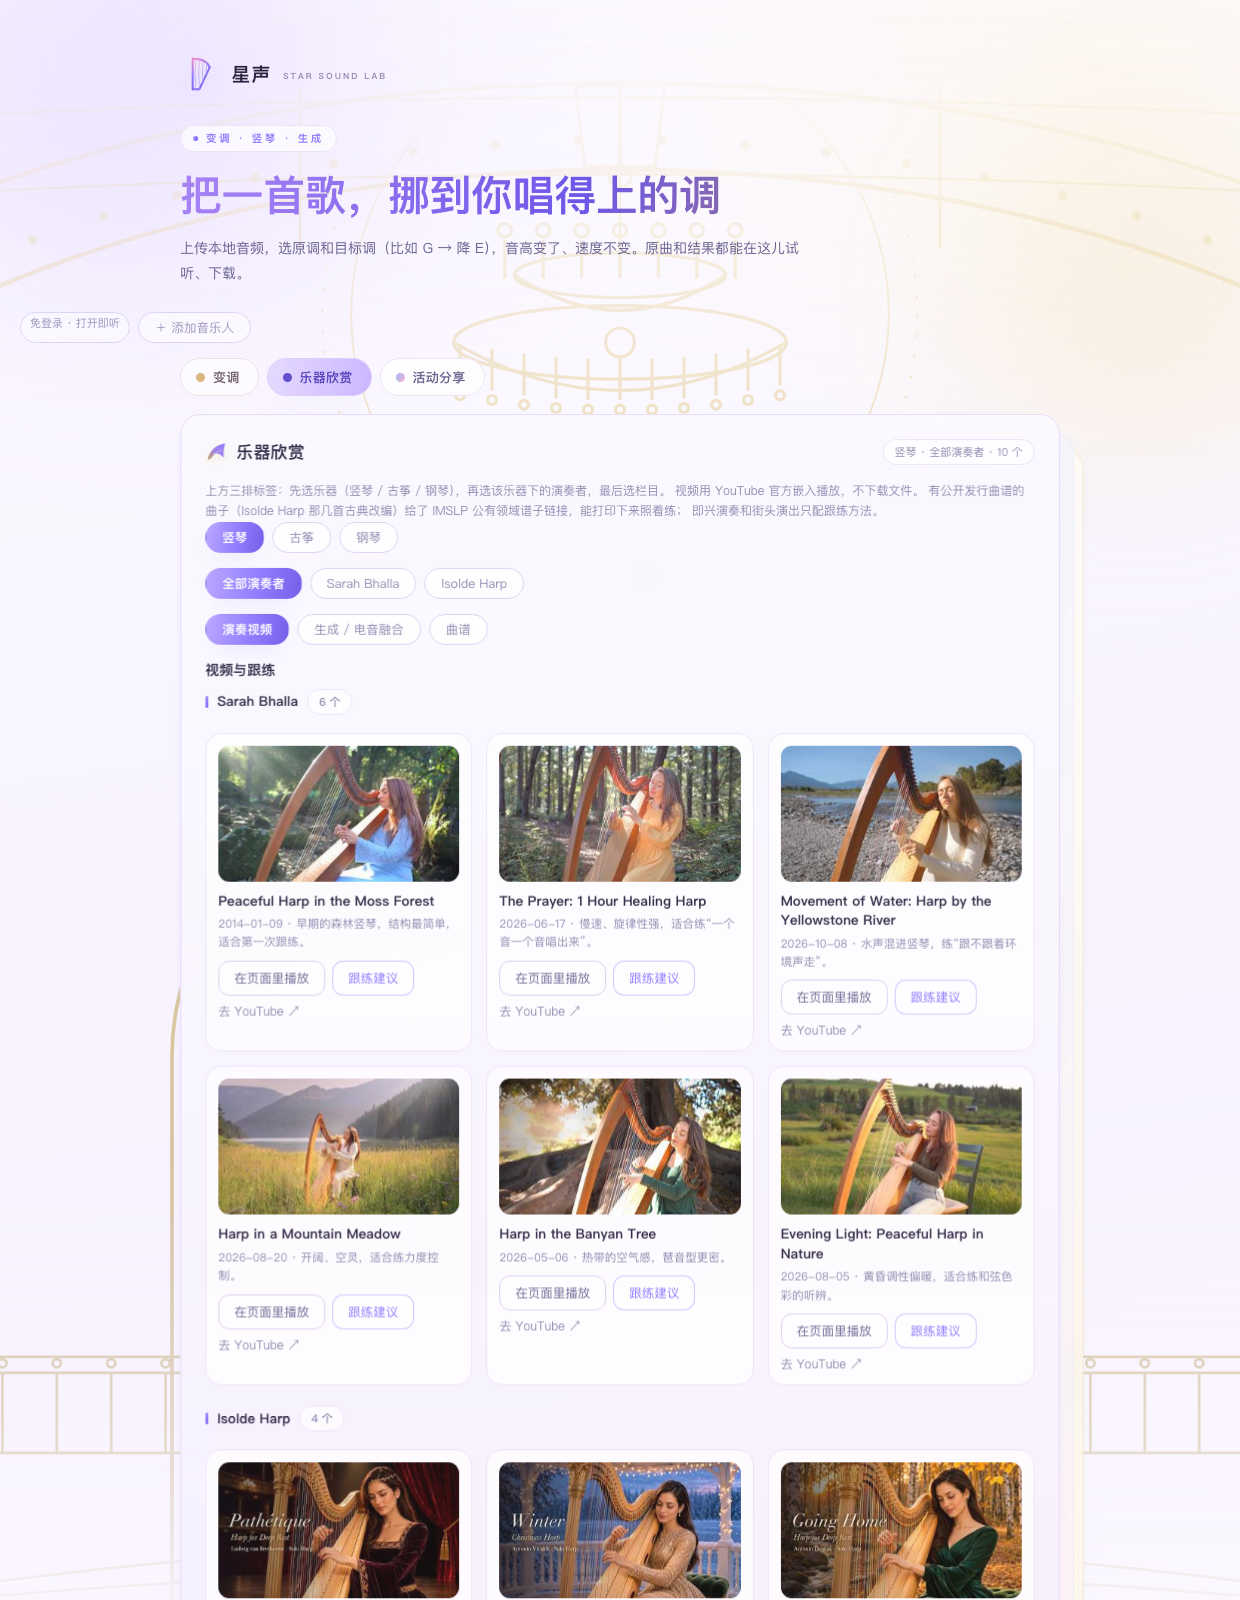 星声 STAR SOUND LAB
变调 · 竖琴 · 生成
把一首歌，挪到你唱得上的调
上传本地音频，选原调和目标调（比如 G → 降 E），音高变了、速度不变。原曲和结果都能在这儿试
听、下载。
免登录 · 打开即听
＋ 添加音乐人
变调
乐器欣赏
活动分享
乐器欣赏
竖琴 · 全部演奏者 · 10 个
上方三排标签：先选乐器（竖琴 / 古筝 / 钢琴），再选该乐器下的演奏者，最后选栏目。 视频用 YouTube 官方嵌入播放，不下载文件。 有公开发行曲谱的
曲子（Isolde Harp 那几首古典改编）给了 IMSLP 公有领域谱子链接，能打印下来照着练； 即兴演奏和街头演出只配跟练方法。
竖琴
古筝
钢琴
全部演奏者
Sarah Bhalla
Isolde Harp
演奏视频
生成 / 电音融合
曲谱
视频与跟练
Sarah Bhalla
6 个
Peaceful Harp in the Moss Forest
2014-01-09 · 早期的森林竖琴，结构最简单，
适合第一次跟练。
在页面里播放
跟练建议
去 YouTube ↗
The Prayer: 1 Hour Healing Harp
2026-06-17 · 慢速、旋律性强，适合练“一个
音一个音唱出来”。
在页面里播放
跟练建议
去 YouTube ↗
Movement of Water: Harp by the
Yellowstone River
2026-10-08 · 水声混进竖琴，练“跟不跟着环
境声走”。
在页面里播放
跟练建议
去 YouTube ↗
Harp in a Mountain Meadow
2026-08-20 · 开阔、空灵，适合练力度控
制。
在页面里播放
跟练建议
去 YouTube ↗
Harp in the Banyan Tree
2026-05-06 · 热带的空气感，琶音型更密。
在页面里播放
跟练建议
去 YouTube ↗
Evening Light: Peaceful Harp in
Nature
2026-08-05 · 黄昏调性偏暖，适合练和弦色
彩的听辨。
在页面里播放
跟练建议
去 YouTube ↗
Isolde Harp
4 个
Pathétique
Harp for Deep Rest
Ludwig van Beethoven · Solo Harp
Winter
Christmas Harp
Antonio Vivaldi · Solo Harp
Going Home
Harp for Deep Rest
Antonín Dvořák · Solo Harp